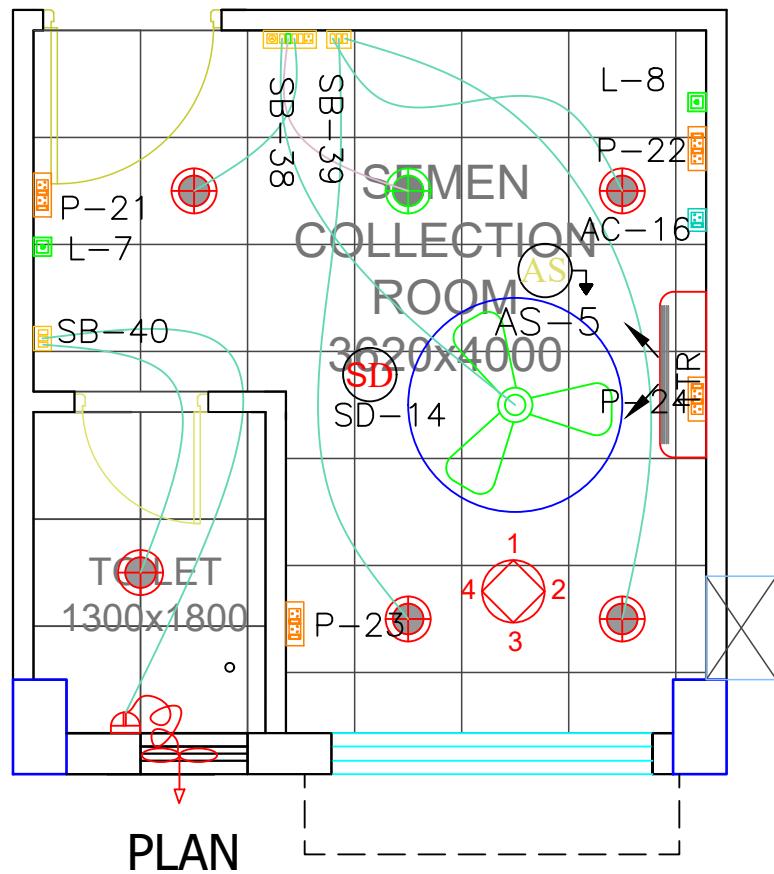 L-8
SB-38
SB-39
P-22
SEMEN
P-21
COLLECTION
AC-16
L-7
AS
ROOM
AS-5
SB-40
3620x4000
TR
SD
P-24
SD-14
1
TOILET
4
2
1300x1800
P-23
3
PLAN